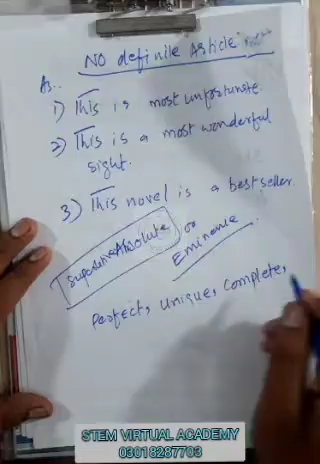 NO definite Article
As..
1) This is most unfortunate.
2) This is a most wonderful
sight.
3) This novel is a best seller.
Superlative Absolute or
Eminence.
Perfect, unique, complete,
STEM VIRTUAL ACADEMY
03018287703